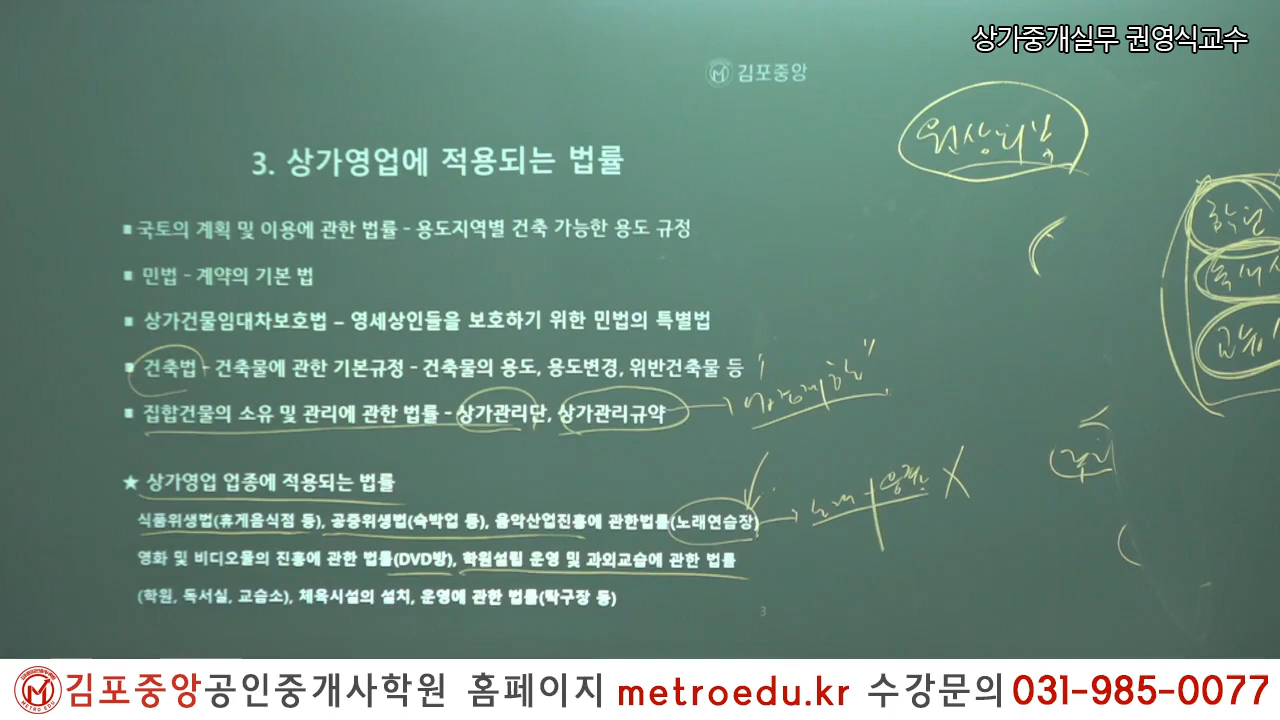 상가중개실무 권영식교수
김포중앙
3. 상가영업에 적용되는 법률
■ 국토의 계획 및 이용에 관한 법률 - 용도지역별 건축 가능한 용도 규정
■ 민법 - 계약의 기본 법
■ 상가건물임대차보호법 – 영세상인들을 보호하기 위한 민법의 특별법
■ 건축법 - 건축물에 관한 기본규정 - 건축물의 용도, 용도변경, 위반건축물 등
■ 집합건물의 소유 및 관리에 관한 법률 - 상가관리단, 상가관리규약
★ 상가영업 업종에 적용되는 법률
식품위생법(휴게음식점 등), 공중위생법(숙박업 등), 음악산업진흥에 관한법률(노래연습장)
영화 및 비디오물의 진흥에 관한 법률(DVD방), 학원설립 운영 및 과외교습에 관한 법률
(학원, 독서실, 교습소), 체육시설의 설치, 운영에 관한 법률(탁구장 등)
3
원상회복
학원
김포중앙공인중개사학원 홈페이지 metroedu.kr 수강문의 031-985-0077